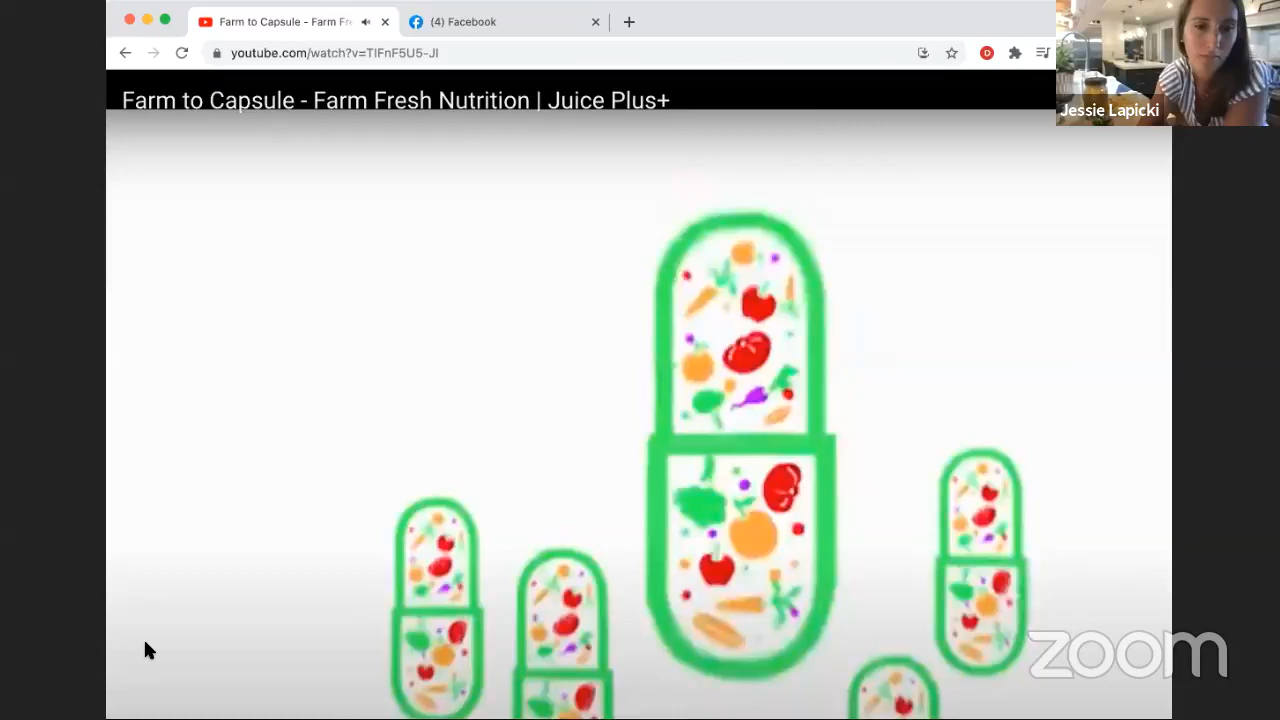 Farm to Capsule - Farm Fre
(4) Facebook
youtube.com/watch?v=TIFnF5U5-JI
D
Jessie Lapicki
Farm to Capsule - Farm Fresh Nutrition | Juice Plus+
zoom